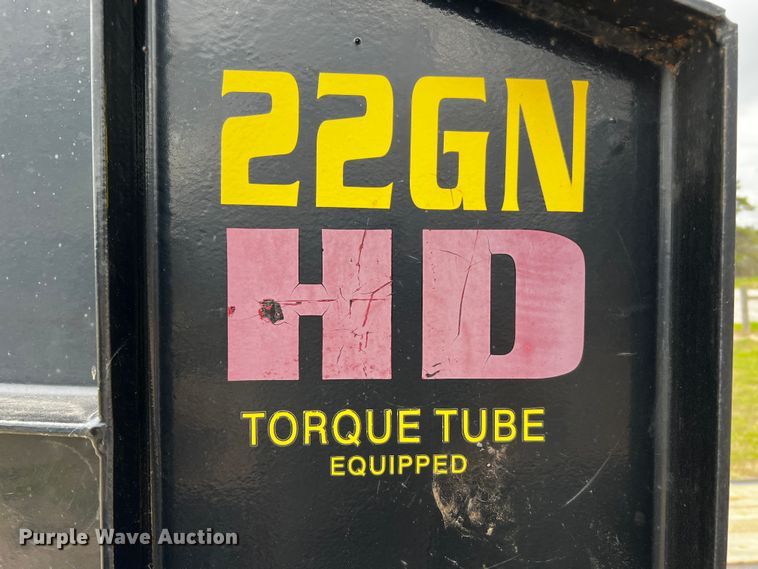 22GN
HD
TORQUE TUBE
EQUIPPED
Purple Wave Auction